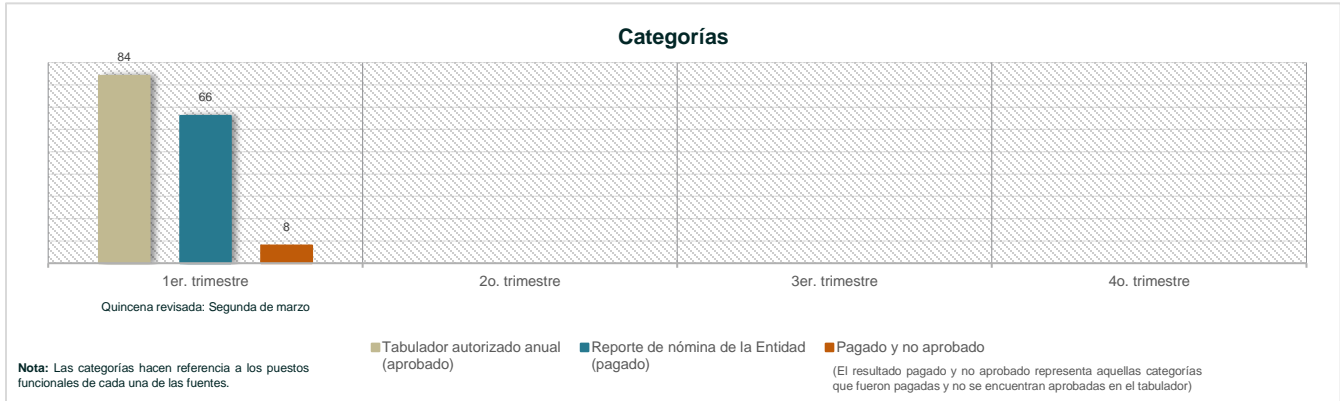 Categorías
84
66
8
1er. trimestre
2o. trimestre
3er. trimestre
4o. trimestre
Quincena revisada: Segunda de marzo
Tabulador autorizado anual
(aprobado)
Reporte de nómina de la Entidad
(pagado)
Pagado y no aprobado
(El resultado pagado y no aprobado representa aquellas categorías
que fueron pagadas y no se encuentran aprobadas en el tabulador)
Nota: Las categorías hacen referencia a los puestos
funcionales de cada una de las fuentes.